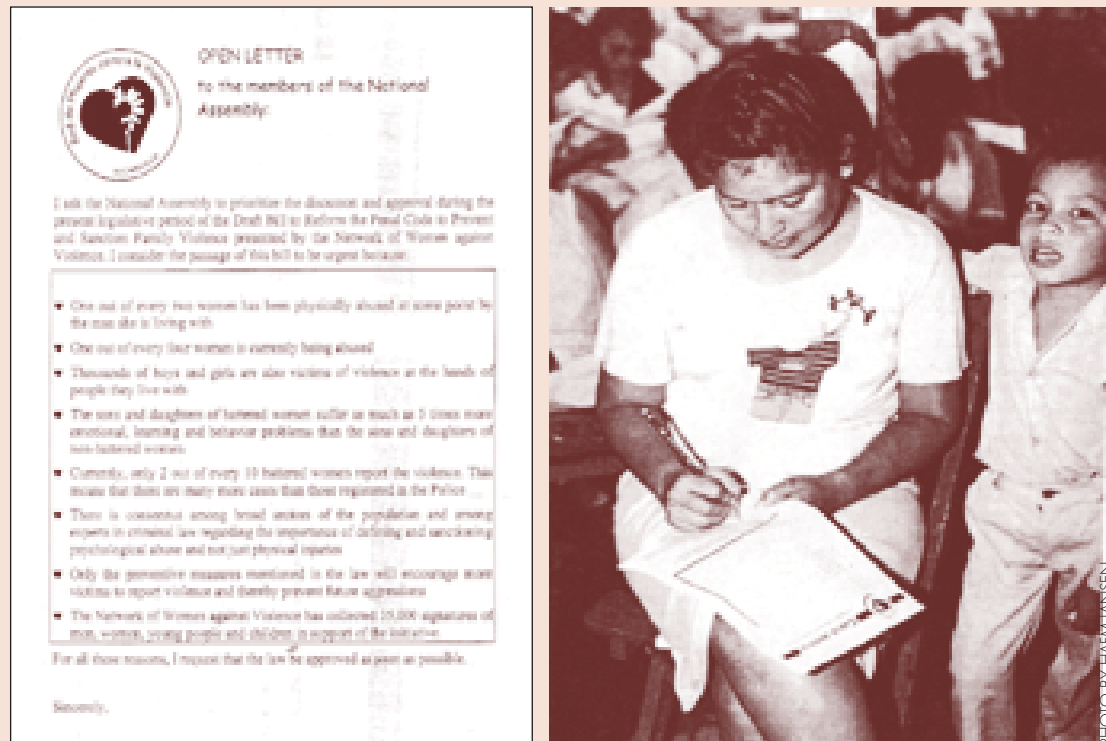 OPEN LETTER
to the members of the National
Assembly:
I ask the National Assembly to prioritize the discussion and approval during the
present legislative period of the Draft Bill to Reform the Penal Code to Prevent
and Sanction Family Violence presented by the Network of Women against
Violence. I consider the passage of this bill to be urgent because:
One out of every two women has been physically abused at some point by
the man she is living with
One out of every four women is currently being abused
Thousands of boys and girls are also victims of violence at the hands of
people they live with
The sons and daughters of battered women suffer as much as 5 times more
emotional, learning and behavior problems than the sons and daughters of
non-battered women
Currently, only 2 out of every 10 battered women report the violence. This
means that there are many more cases than those registered in the Police
There is consensus among broad sectors of the population and among
experts in criminal law regarding the importance of defining and sanctioning
psychological abuse and not just physical injuries
Only the preventive measures mentioned in the law will encourage more
victims to report violence and thereby prevent future aggressions
The Network of Women against Violence has collected signatures of
men, women, young people and children in support of the initiative
For all these reasons, I request that the law be approved as soon as possible.
Sincerely,
PHOTO BY HAFM JANSEN